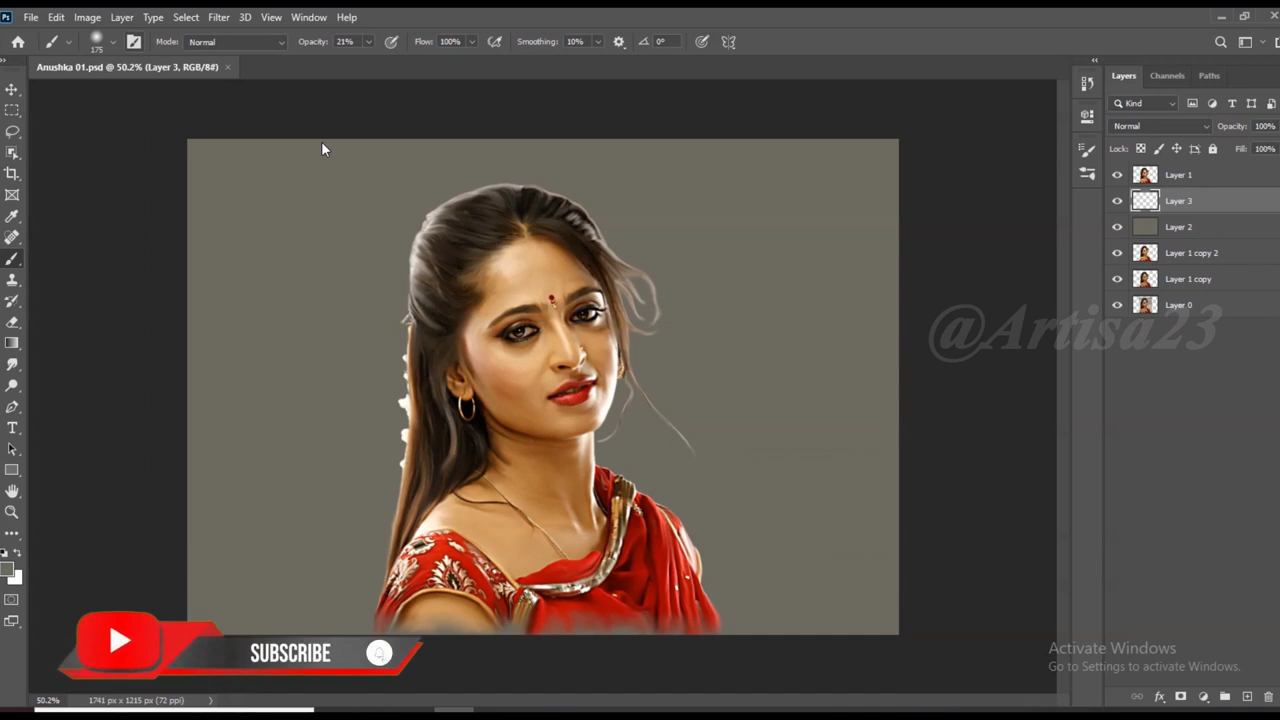 Ps File Edit Image Layer Type Select Filter 3D View Window Help
175 Mode: Normal Opacity: 21% Flow: 100% Smoothing: 10% 0°
Anushka 01.psd @ 50.2% (Layer 3, RGB/8#) ×
Layers Channels Paths
Kind
Normal Opacity: 100%
Lock: Fill: 100%
Layer 1
Layer 3
Layer 2
Layer 1 copy 2
Layer 1 copy
Layer 0
@Artisa23
SUBSCRIBE
Activate Windows
Go to Settings to activate Windows.
50.2% 1741 px x 1215 px (72 ppi)